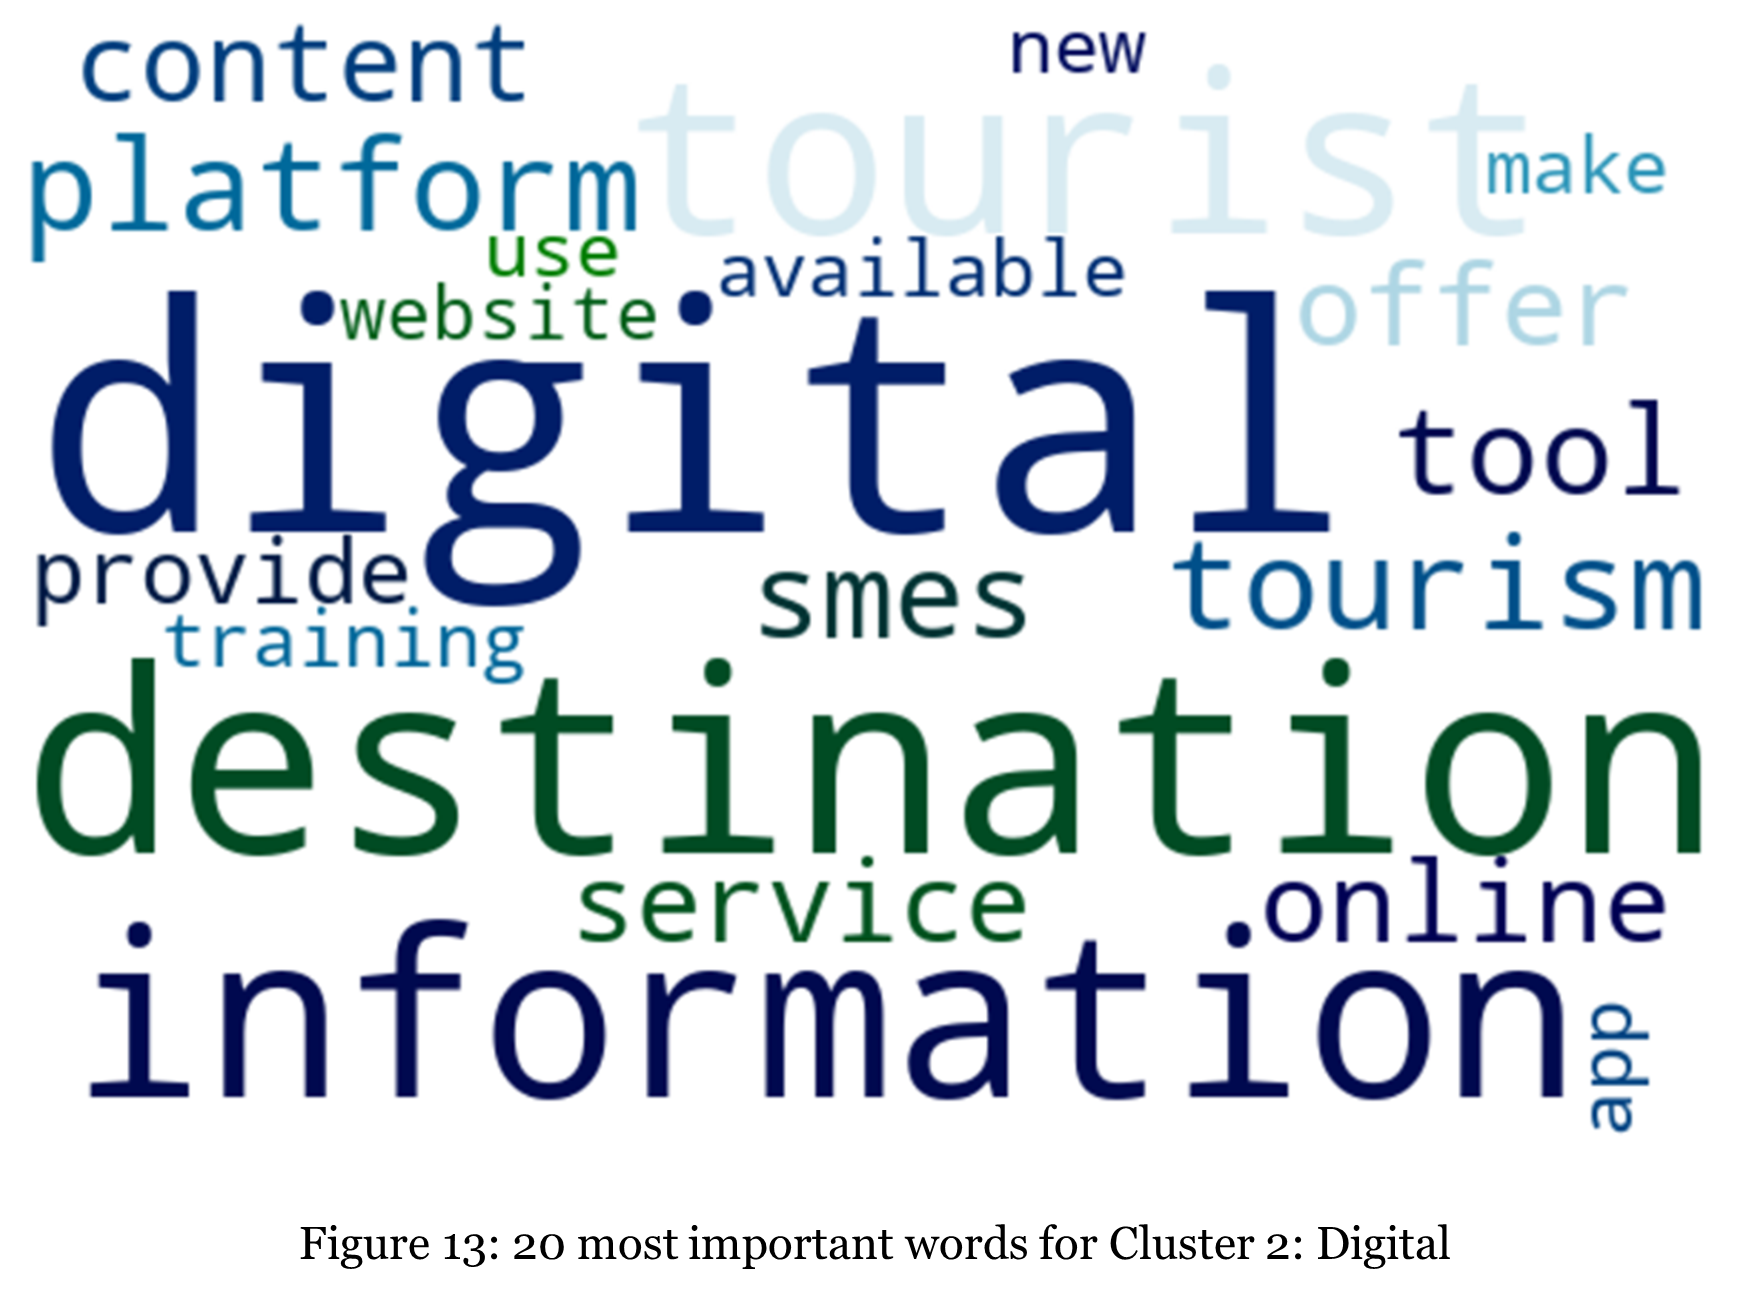 content
new
tourist
platform
make
use
available
website
offer
digital
tool
provide
smes
tourism
training
destination
service
online
information
app
Figure 13: 20 most important words for Cluster 2: Digital